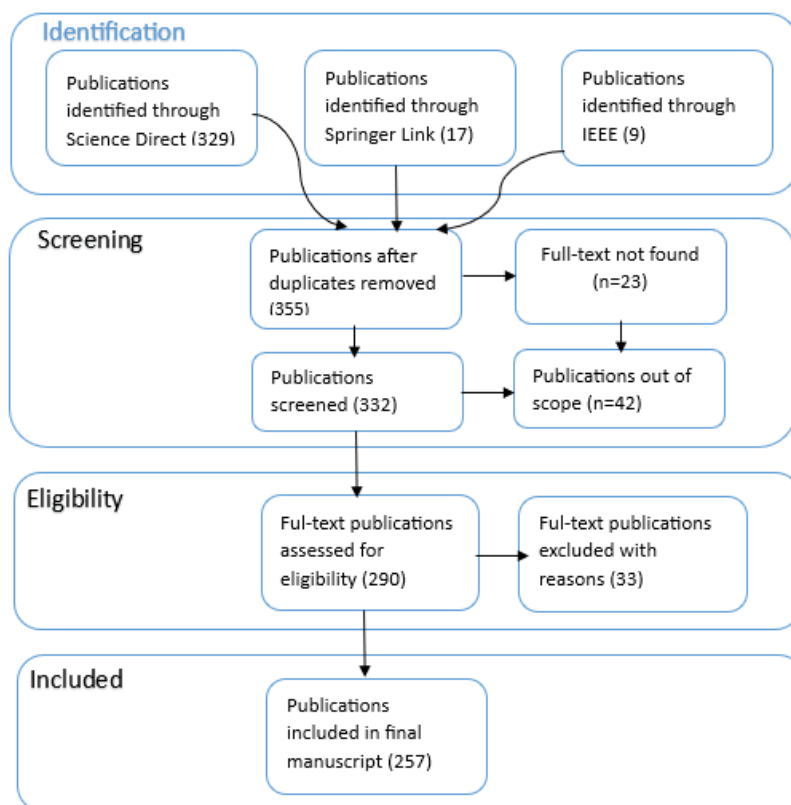 Identification
Publications
identified through
Science Direct (329)
Publications
identified through
Springer Link (17)
Publications
identified through
IEEE (9)
Screening
Publications after
duplicates removed
(355)
Full-text not found
(n=23)
Publications
screened (332)
Publications out of
scope (n=42)
Eligibility
Ful-text publications
assessed for
eligibility (290)
Ful-text publications
excluded with
reasons (33)
Included
Publications
included in final
manuscript (257)